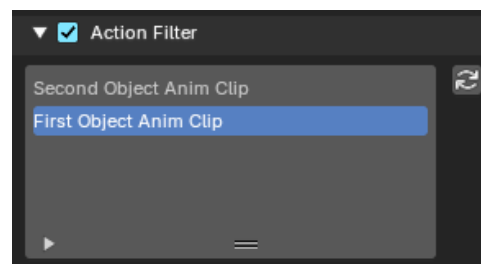 Action Filter
Second Object Anim Clip
First Object Anim Clip